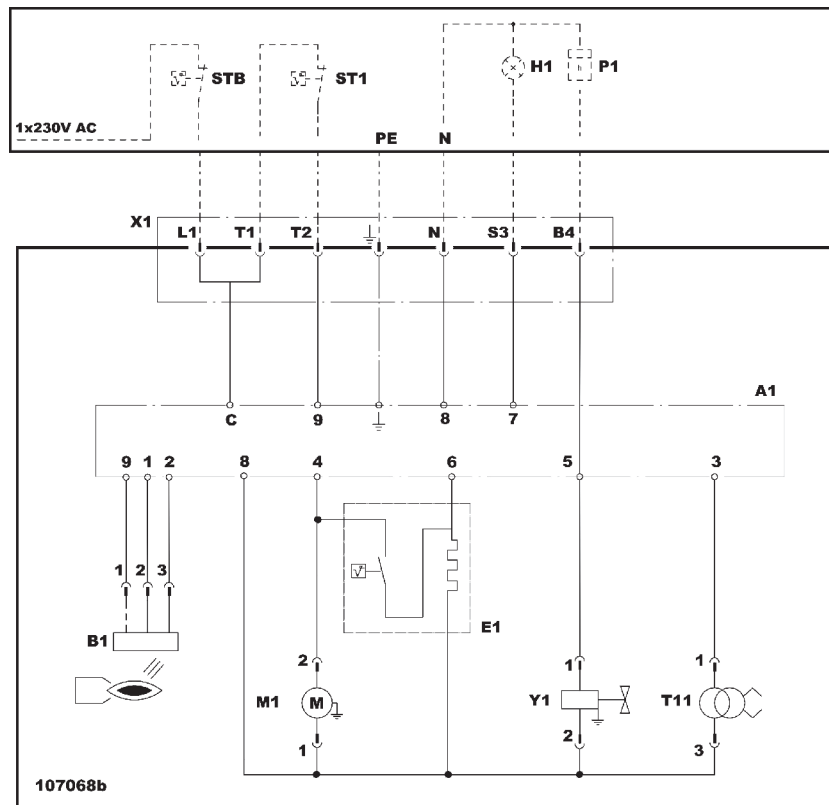 STB ST1 H1 P1
1x230V AC
PE N
X1
L1 T1 T2 N S3 B4
A1
C 9 8 7
9 1 2 8 4 6 5 3
1 2 3
E1
B1
2 1 1
M1 M Y1 T11
1 2 3
107068b